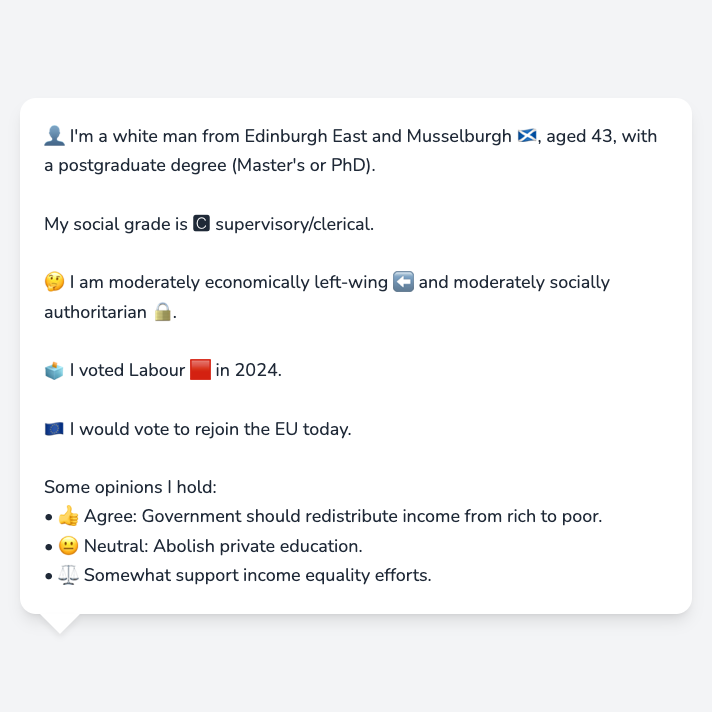 👤 I'm a white man from Edinburgh East and Musselburgh 🏴󠁧󠁢󠁳󠁣󠁴󠁿, aged 43, with
a postgraduate degree (Master's or PhD).
My social grade is 🅲 supervisory/clerical.
🤔 I am moderately economically left-wing ⬅️ and moderately socially
authoritarian 🔒.
🗳️ I voted Labour 🟥 in 2024.
🇪🇺 I would vote to rejoin the EU today.
Some opinions I hold:
• 👍 Agree: Government should redistribute income from rich to poor.
• 😐 Neutral: Abolish private education.
• ⚖️ Somewhat support income equality efforts.